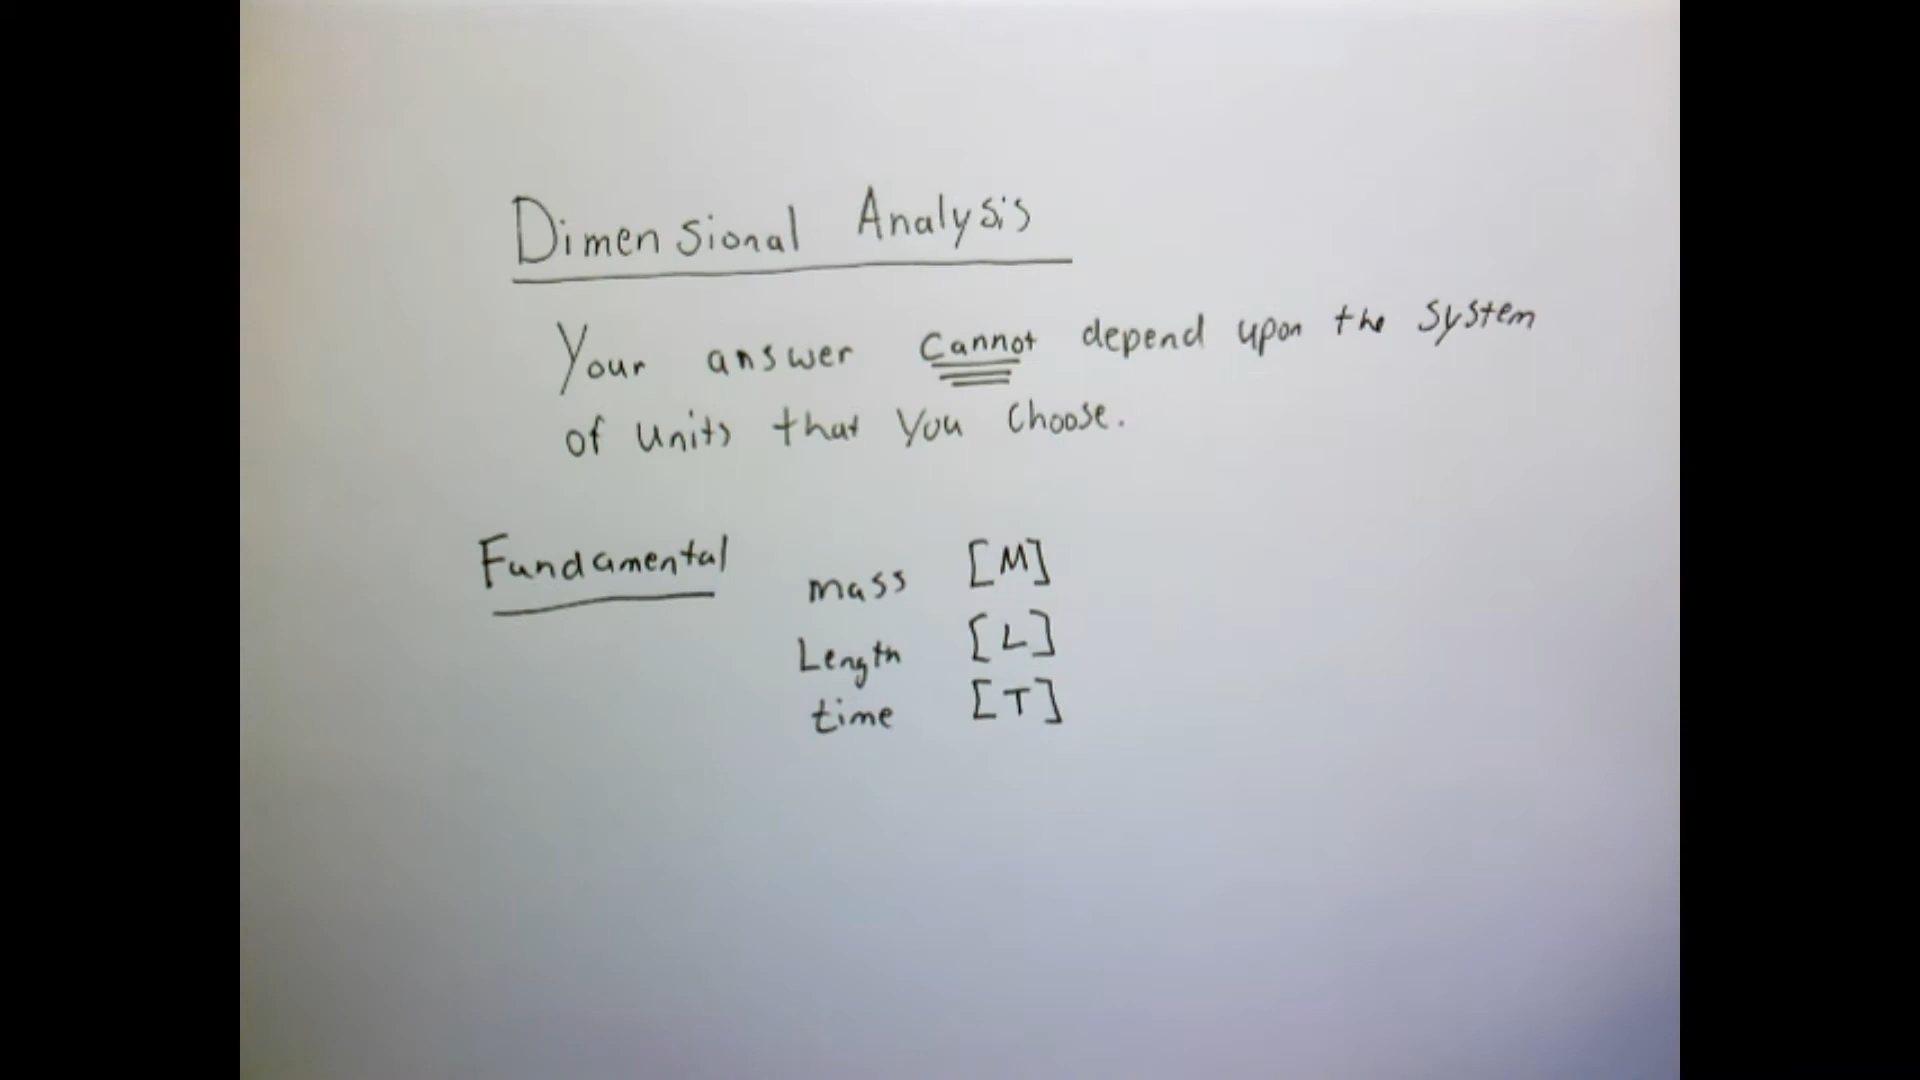 Dimensional Analysis
Your answer cannot depend upon the system
of units that you choose.
Fundamental mass [M]
Length [L]
time [T]